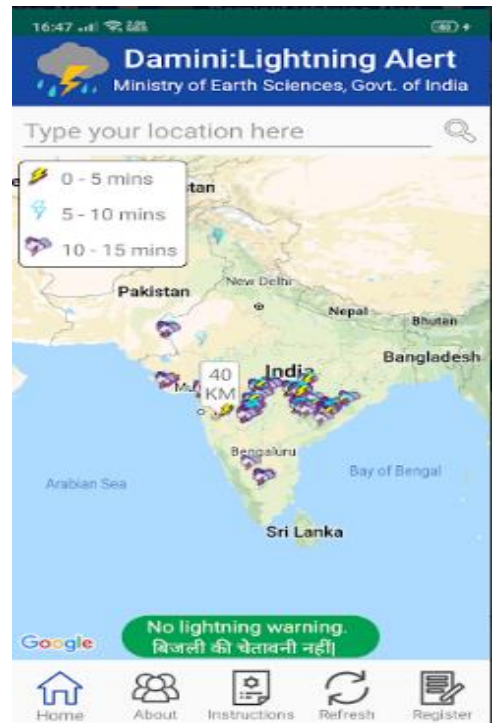 16:47
40
Damini:Lightning Alert
Ministry of Earth Sciences, Govt. of India
Type your location here
0 - 5 mins
5 - 10 mins
10 - 15 mins
tan
New Delhi
Pakistan
Nepal
Bhutan
Bangladesh
India
40
KM
Bengaluru
Arabian Sea
Bay of Bengal
Sri Lanka
No lightning warning.
बिजली की चेतावनी नहीं|
Google
Home
About
Instructions
Refresh
Register